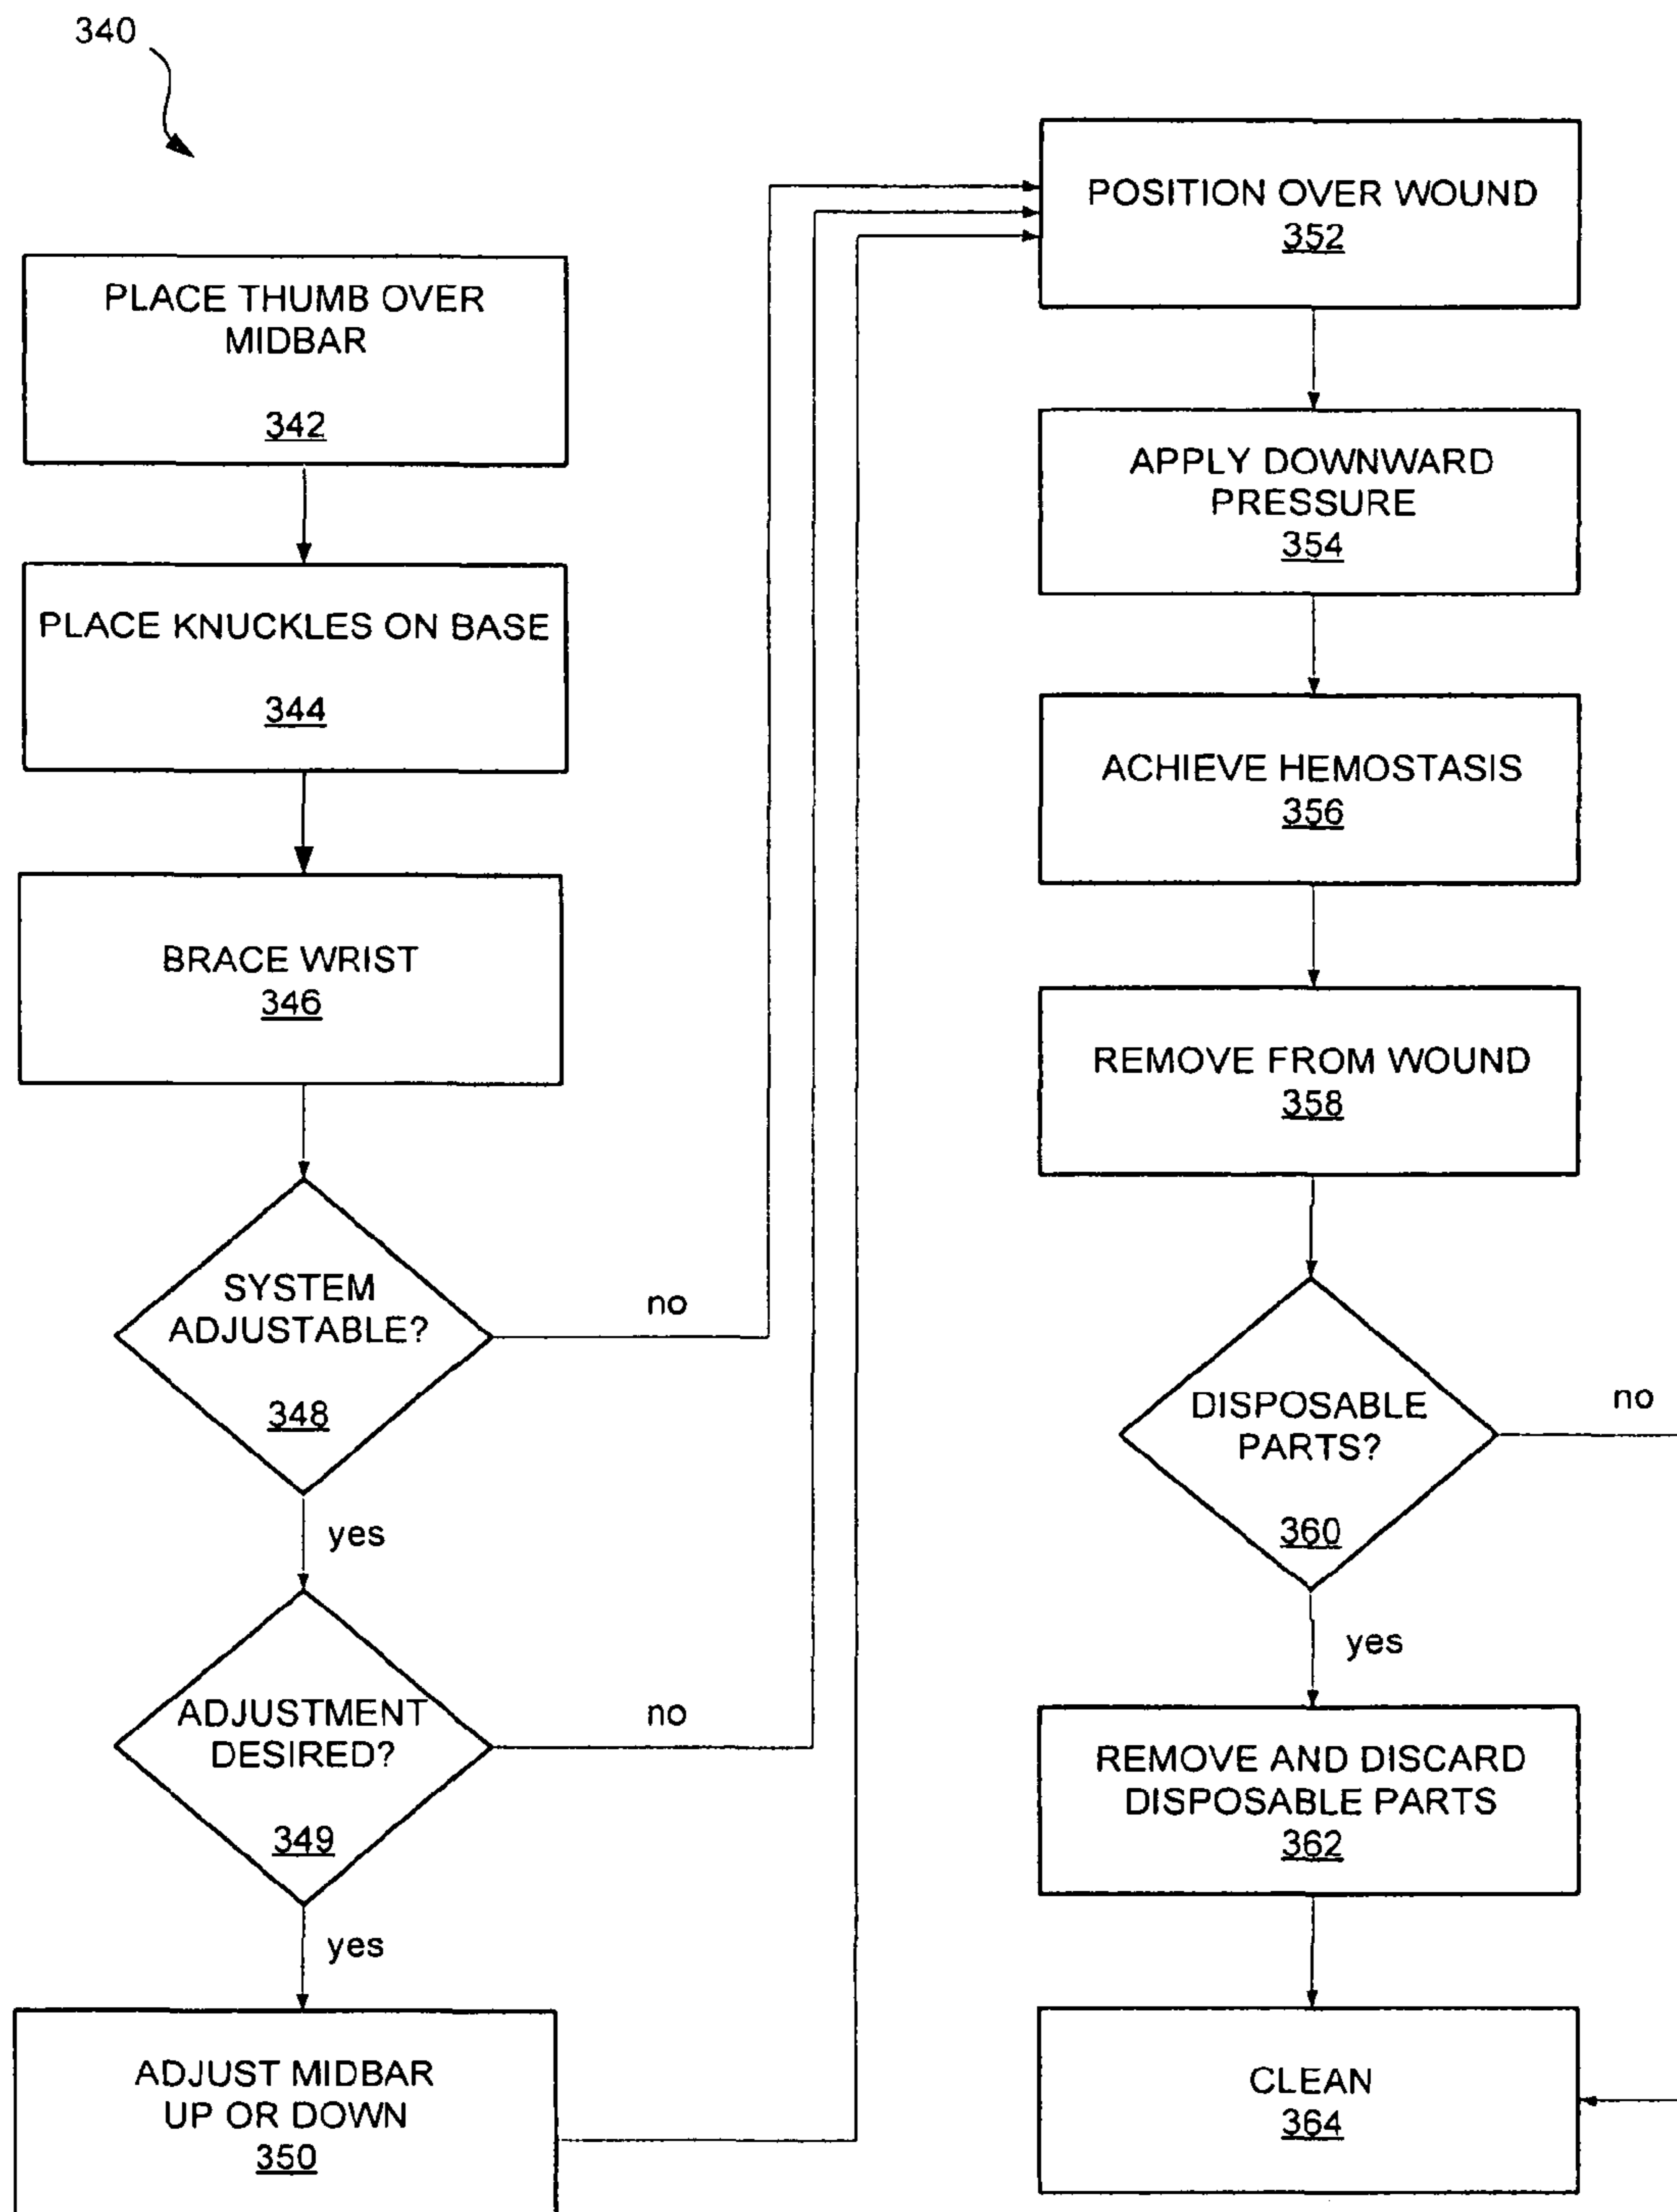 340
PLACE THUMB OVER
MIDBAR
342
PLACE KNUCKLES ON BASE
344
BRACE WRIST
346
SYSTEM
ADJUSTABLE?
348
no
yes
ADJUSTMENT
DESIRED?
349
no
yes
ADJUST MIDBAR
UP OR DOWN
350
POSITION OVER WOUND
352
APPLY DOWNWARD
PRESSURE
354
ACHIEVE HEMOSTASIS
356
REMOVE FROM WOUND
358
DISPOSABLE
PARTS?
360
no
yes
REMOVE AND DISCARD
DISPOSABLE PARTS
362
CLEAN
364